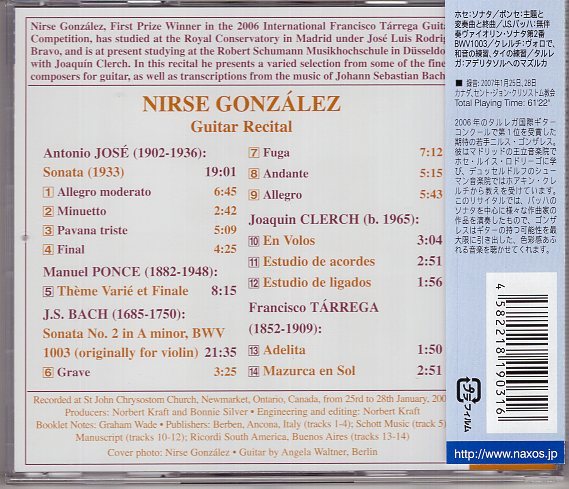 Nirse González, First Prize Winner in the 2006 International Francisco Tárrega Guita
Competition, has studied at the Royal Conservatory in Madrid under José Luis Rodríg
Bravo, and is at present studying at the Robert Schumann Musikhochschule in Düsseldo
with Joaquín Clerch. In this recital he presents a varied selection from some of the fine
composers for guitar, as well as transcriptions from the music of Johann Sebastian Bach
NIRSE GONZÁLEZ
Guitar Recital
Antonio JOSÉ (1902-1936):
Sonata (1933) 19:01
1 Allegro moderato 6:45
2 Minuetto 2:42
3 Pavana triste 5:09
4 Final 4:25
Manuel PONCE (1882-1948):
5 Thème Varié et Finale 8:15
J.S. BACH (1685-1750):
Sonata No. 2 in A minor, BWV
1003 (originally for violin) 21:35
6 Grave 3:25
7 Fuga 7:12
8 Andante 5:15
9 Allegro 5:43
Joaquin CLERCH (b. 1965):
10 En Volos 3:04
11 Estudio de acordes 2:51
12 Estudio de ligados 1:56
Francisco TÁRREGA
(1852-1909):
13 Adelita 1:50
14 Mazurca en Sol 2:51
Recorded at St John Chrysostom Church, Newmarket, Ontario, Canada, from 25rd to 28th January, 200
Producers: Norbert Kraft and Bonnie Silver • Engineering and editing: Norbert Kraft
Booklet Notes: Graham Wade • Publishers: Berben, Ancona, Italy (tracks 1-4); Schott Music (track 5)
Manuscript (tracks 10-12); Ricordi South America, Buenos Aires (tracks 13-14)
Cover photo: Nirse González • Guitar by Angela Waltner, Berlin
ホセ:ソナタ/ポンセ:主題と
変奏曲と終曲/J.S.バッハ:無伴
奏ヴァイオリン・ソナタ第2番
BWV1003/クレルチ:ヴォロで、
和音の練習、タイの練習/タルレ
ガ:アデリタ/ソルへのマズルカ
■ 録音:2007年1月25日、28日
カナダ、セント・ジョン・クリソストム教会
Total Playing Time: 61'22"
2006年のタルレガ国際ギター
コンクールで第1位を受賞した
期待の若手ニルス・ゴンザレス。
彼はマドリッドの王立音楽院で
ホセ・ルイス・ロドリーゴに学
び、デュッセルドルフのシュー
マン音楽院ではホアキン・クレ
ルチから教えを受けています。
このリサイタルでは、バッハの
ソナタを中心に様々な作曲家の作
品を演奏したもので、ゴンザ
レスはギターの持つ可能性を最
大限に引き出した、色彩感あふ
れる音楽を聴かせてくれます。
4582218190316
プラ
フィルム
http://www.naxos.jp